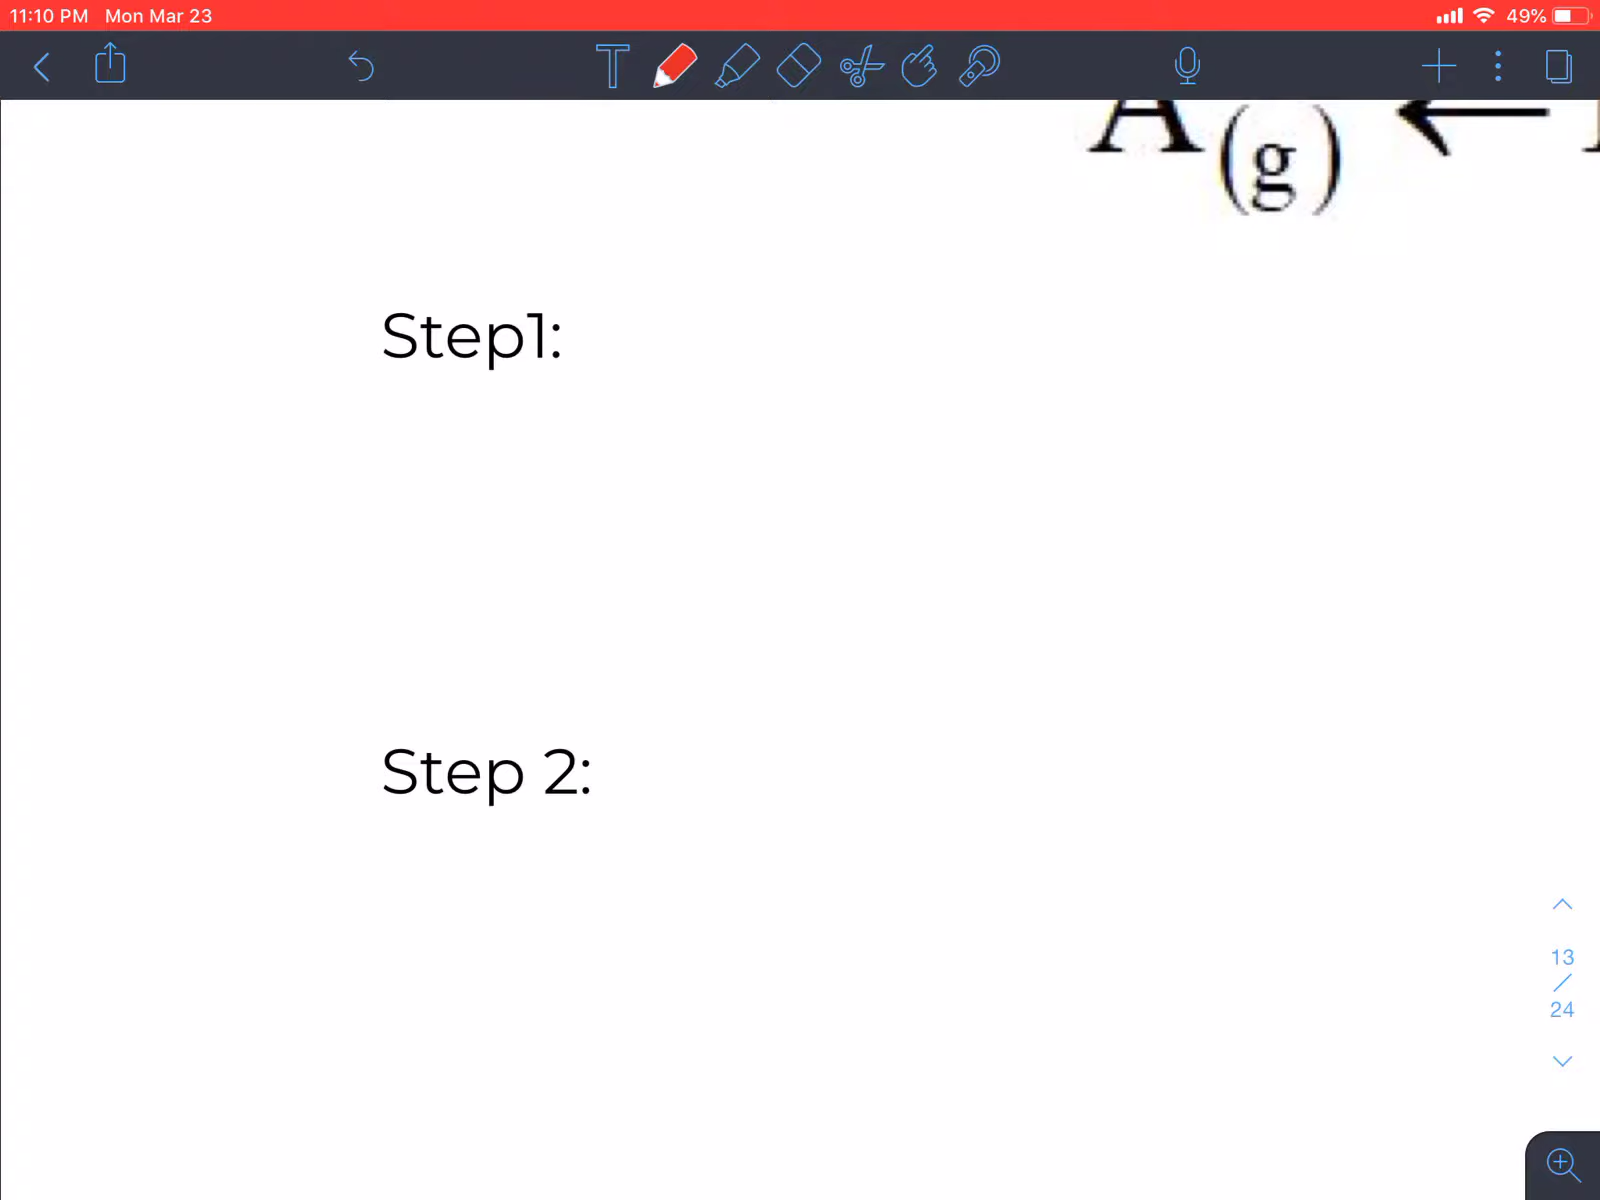 11:10 PM Mon Mar 23
49%
A(g) ←
Step1:
Step 2:
13
/
24